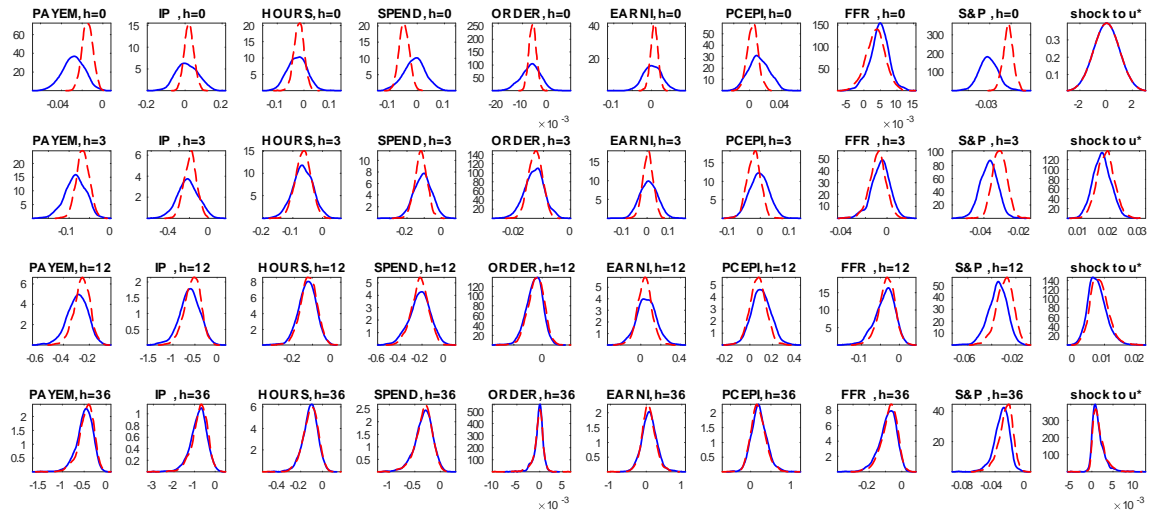 PAYEM, h=0 IP , h=0 HOURS, h=0 SPEND, h=0 ORDER, h=0 EARNI, h=0 PCEPI, h=0 FFR , h=0 S&P , h=0 shock to u*
60 40 20 -0.04 0
15 10 5 -0.2 0 0.2
20 15 10 5 -0.2 0 0.2
20 15 10 5 -0.1 0 0.1
250 200 150 100 50 -20 -10 0 10 × 10⁻³
40 20 -0.1 0 0.1
50 40 30 20 10 0 0.04
150 100 50 -5 0 5 10 15 × 10⁻³
300 200 100 -0.03
0.3 0.2 0.1 -2 0 2
PAYEM, h=3 IP , h=3 HOURS, h=3 SPEND, h=3 ORDER, h=3 EARNI, h=3 PCEPI, h=3 FFR , h=3 S&P , h=3 shock to u*
20 15 10 5 -0.1 0
6 4 2 -0.4 0
10 5 -0.2 -0.1 0 0.1
10 8 6 4 2 -0.2 0
140 120 100 80 60 40 20 0
15 10 5 -0.1 0 0.1
15 10 5 -0.1 0 0.1
50 40 30 20 10 -0.04 0
100 80 60 40 20 -0.04 -0.02
120 100 80 60 40 20 0.01 0.02 0.03
PAYEM, h=12 IP , h=12 HOURS, h=12 SPEND, h=12 ORDER, h=12 EARNI, h=12 PCEPI, h=12 FFR , h=12 S&P , h=12 shock to u*
6 4 2 -0.6 -0.4 -0.2
2 1.5 1 0.5 -1.5 -1 -0.5 0
8 6 4 2 -0.2 0
5 4 3 2 1 -0.6 -0.4 -0.2 0
120 100 80 60 40 20 0
5 4 3 2 1 0 0.4
5 4 3 2 1 -0.2 0 0.2 0.4
15 10 5 -0.1 0
50 40 30 20 10 -0.06 -0.02
140 120 100 80 60 40 20 0 0.01 0.02
PAYEM, h=36 IP , h=36 HOURS, h=36 SPEND, h=36 ORDER, h=36 EARNI, h=36 PCEPI, h=36 FFR , h=36 S&P , h=36 shock to u*
2 1.5 1 0.5 -1.5 -1 -0.5 0
1 0.8 0.6 0.4 0.2 -3 -2 -1 0
6 4 2 -0.4 -0.2 0
2.5 2 1.5 1 0.5 -1 -0.5 0
500 400 300 200 100 -10 -5 0 5 × 10⁻³
2.5 2 1.5 1 0.5 0 1
2 1.5 1 0.5 0 1
8 6 4 2 -0.2 0
40 20 -0.08 -0.04 0
300 200 100 -5 0 5 10 × 10⁻³